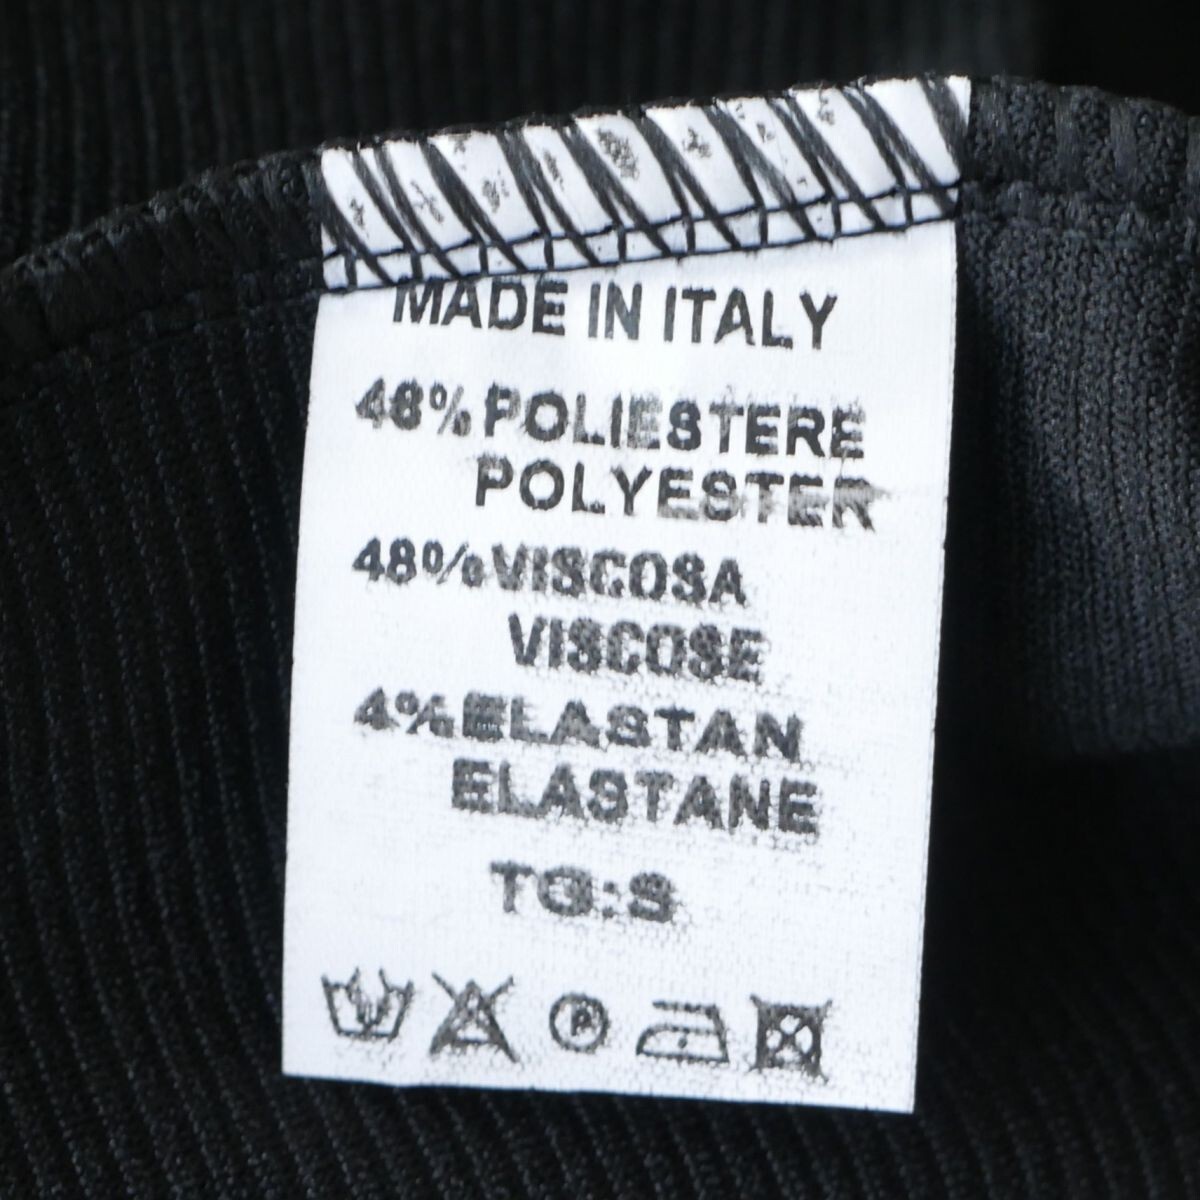 MADE IN ITALY
48% POLIESTERE
POLYESTER
48% VISCOSA
VISCOSE
4% ELASTAN
ELASTANE
TG:S
P